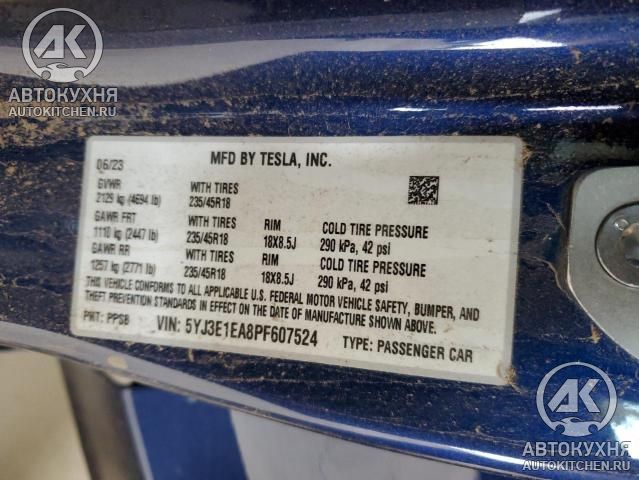 АК
АВТОКУХНЯ
AUTOKITCHEN.RU
06/23 MFD BY TESLA, INC.
GVWR WITH TIRES
2129 kg (4694 lb) 235/45R18
GAWR FRT WITH TIRES RIM COLD TIRE PRESSURE
1110 kg (2447 lb) 235/45R18 18X8.5J 290 kPa, 42 psi
GAWR RR WITH TIRES RIM COLD TIRE PRESSURE
1257 kg (2771 lb) 235/45R18 18X8.5J 290 kPa, 42 psi
THIS VEHICLE CONFORMS TO ALL APPLICABLE U.S. FEDERAL MOTOR VEHICLE SAFETY, BUMPER, AND
THEFT PREVENTION STANDARDS IN EFFECT ON THE DATE OF MANUFACTURE SHOWN ABOVE.
PNT: PPSB VIN: 5YJ3E1EA8PF607524 TYPE: PASSENGER CAR
АК
АВТОКУХНЯ
AUTOKITCHEN.RU